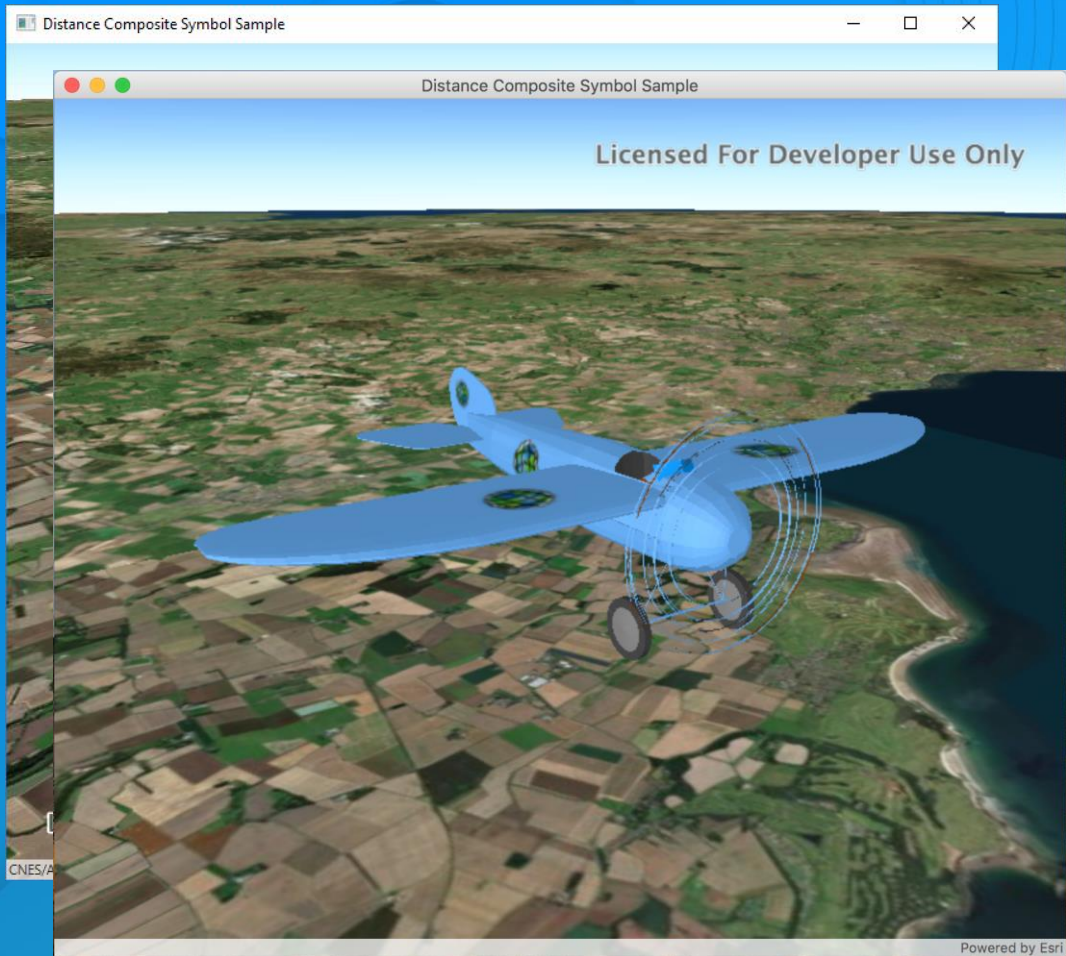 Distance Composite Symbol Sample
Distance Composite Symbol Sample
Licensed For Developer Use Only
CNES/A
Powered by Esri